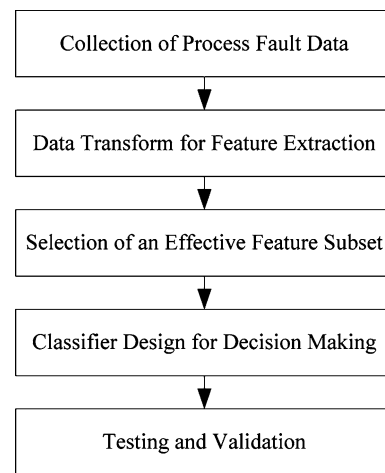 Collection of Process Fault Data
Data Transform for Feature Extraction
Selection of an Effective Feature Subset
Classifier Design for Decision Making
Testing and Validation